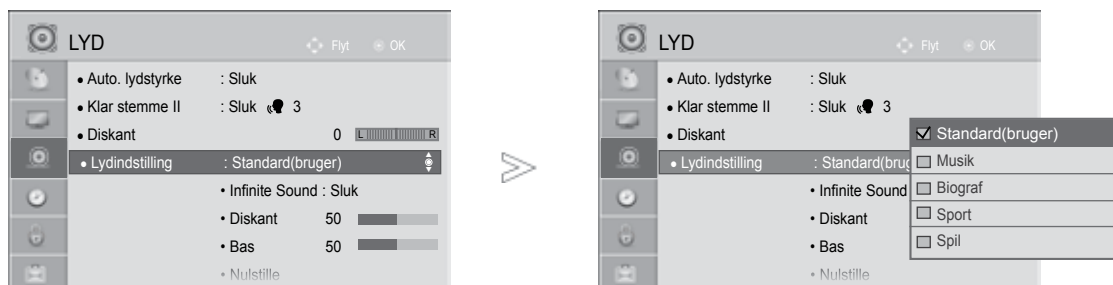 LYD Flyt OK
• Auto. lydstyrke : Sluk
• Klar stemme II : Sluk 3
• Diskant 0 L R
• Lydindstilling : Standard(bruger)
• Infinite Sound : Sluk
• Diskant 50
• Bas 50
• Nulstille
LYD Flyt OK
• Auto. lydstyrke : Sluk
• Klar stemme II : Sluk 3
• Diskant
• Lydindstilling : Standard(brug
• Infinite Sound
• Diskant
• Bas
• Nulstille
Standard(bruger)
Musik
Biograf
Sport
Spil